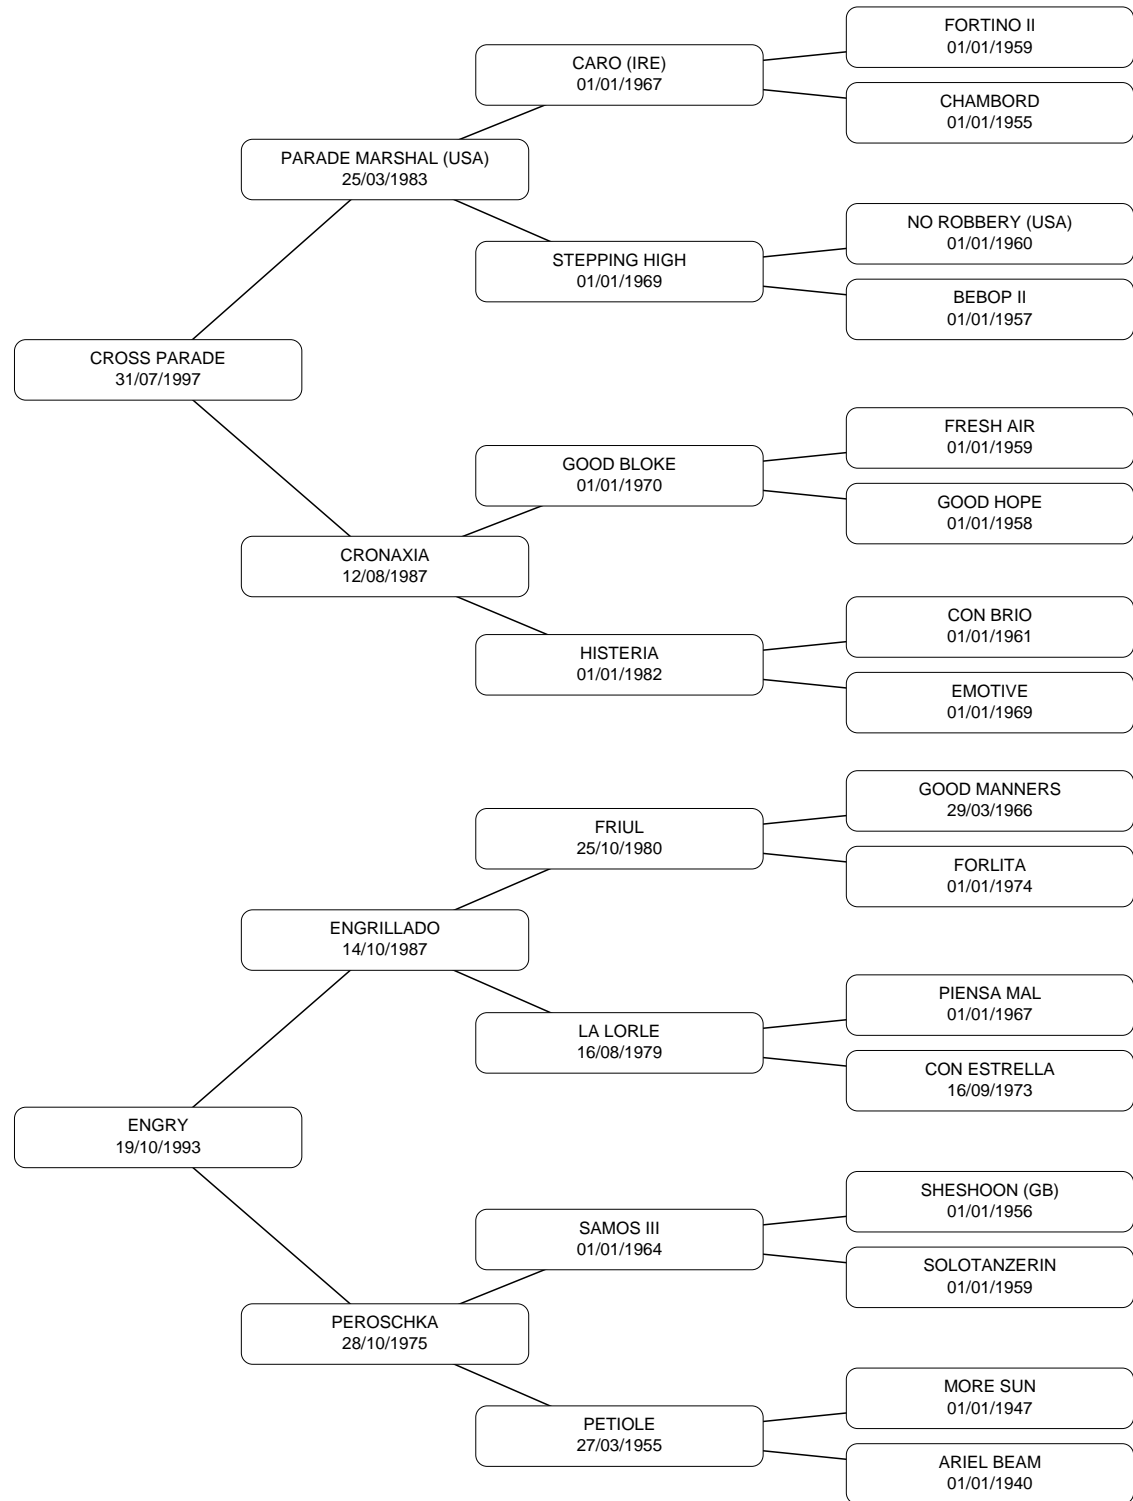 FORTINO II
01/01/1959
CARO (IRE)
01/01/1967
CHAMBORD
01/01/1955
PARADE MARSHAL (USA)
25/03/1983
NO ROBBERY (USA)
01/01/1960
STEPPING HIGH
01/01/1969
BEBOP II
01/01/1957
CROSS PARADE
31/07/1997
FRESH AIR
01/01/1959
GOOD BLOKE
01/01/1970
GOOD HOPE
01/01/1958
CRONAXIA
12/08/1987
CON BRIO
01/01/1961
HISTERIA
01/01/1982
EMOTIVE
01/01/1969
GOOD MANNERS
29/03/1966
FRIUL
25/10/1980
FORLITA
01/01/1974
ENGRILLADO
14/10/1987
PIENSA MAL
01/01/1967
LA LORLE
16/08/1979
CON ESTRELLA
16/09/1973
ENGRY
19/10/1993
SHESHOON (GB)
01/01/1956
SAMOS III
01/01/1964
SOLOTANZERIN
01/01/1959
PEROSCHKA
28/10/1975
MORE SUN
01/01/1947
PETIOLE
27/03/1955
ARIEL BEAM
01/01/1940